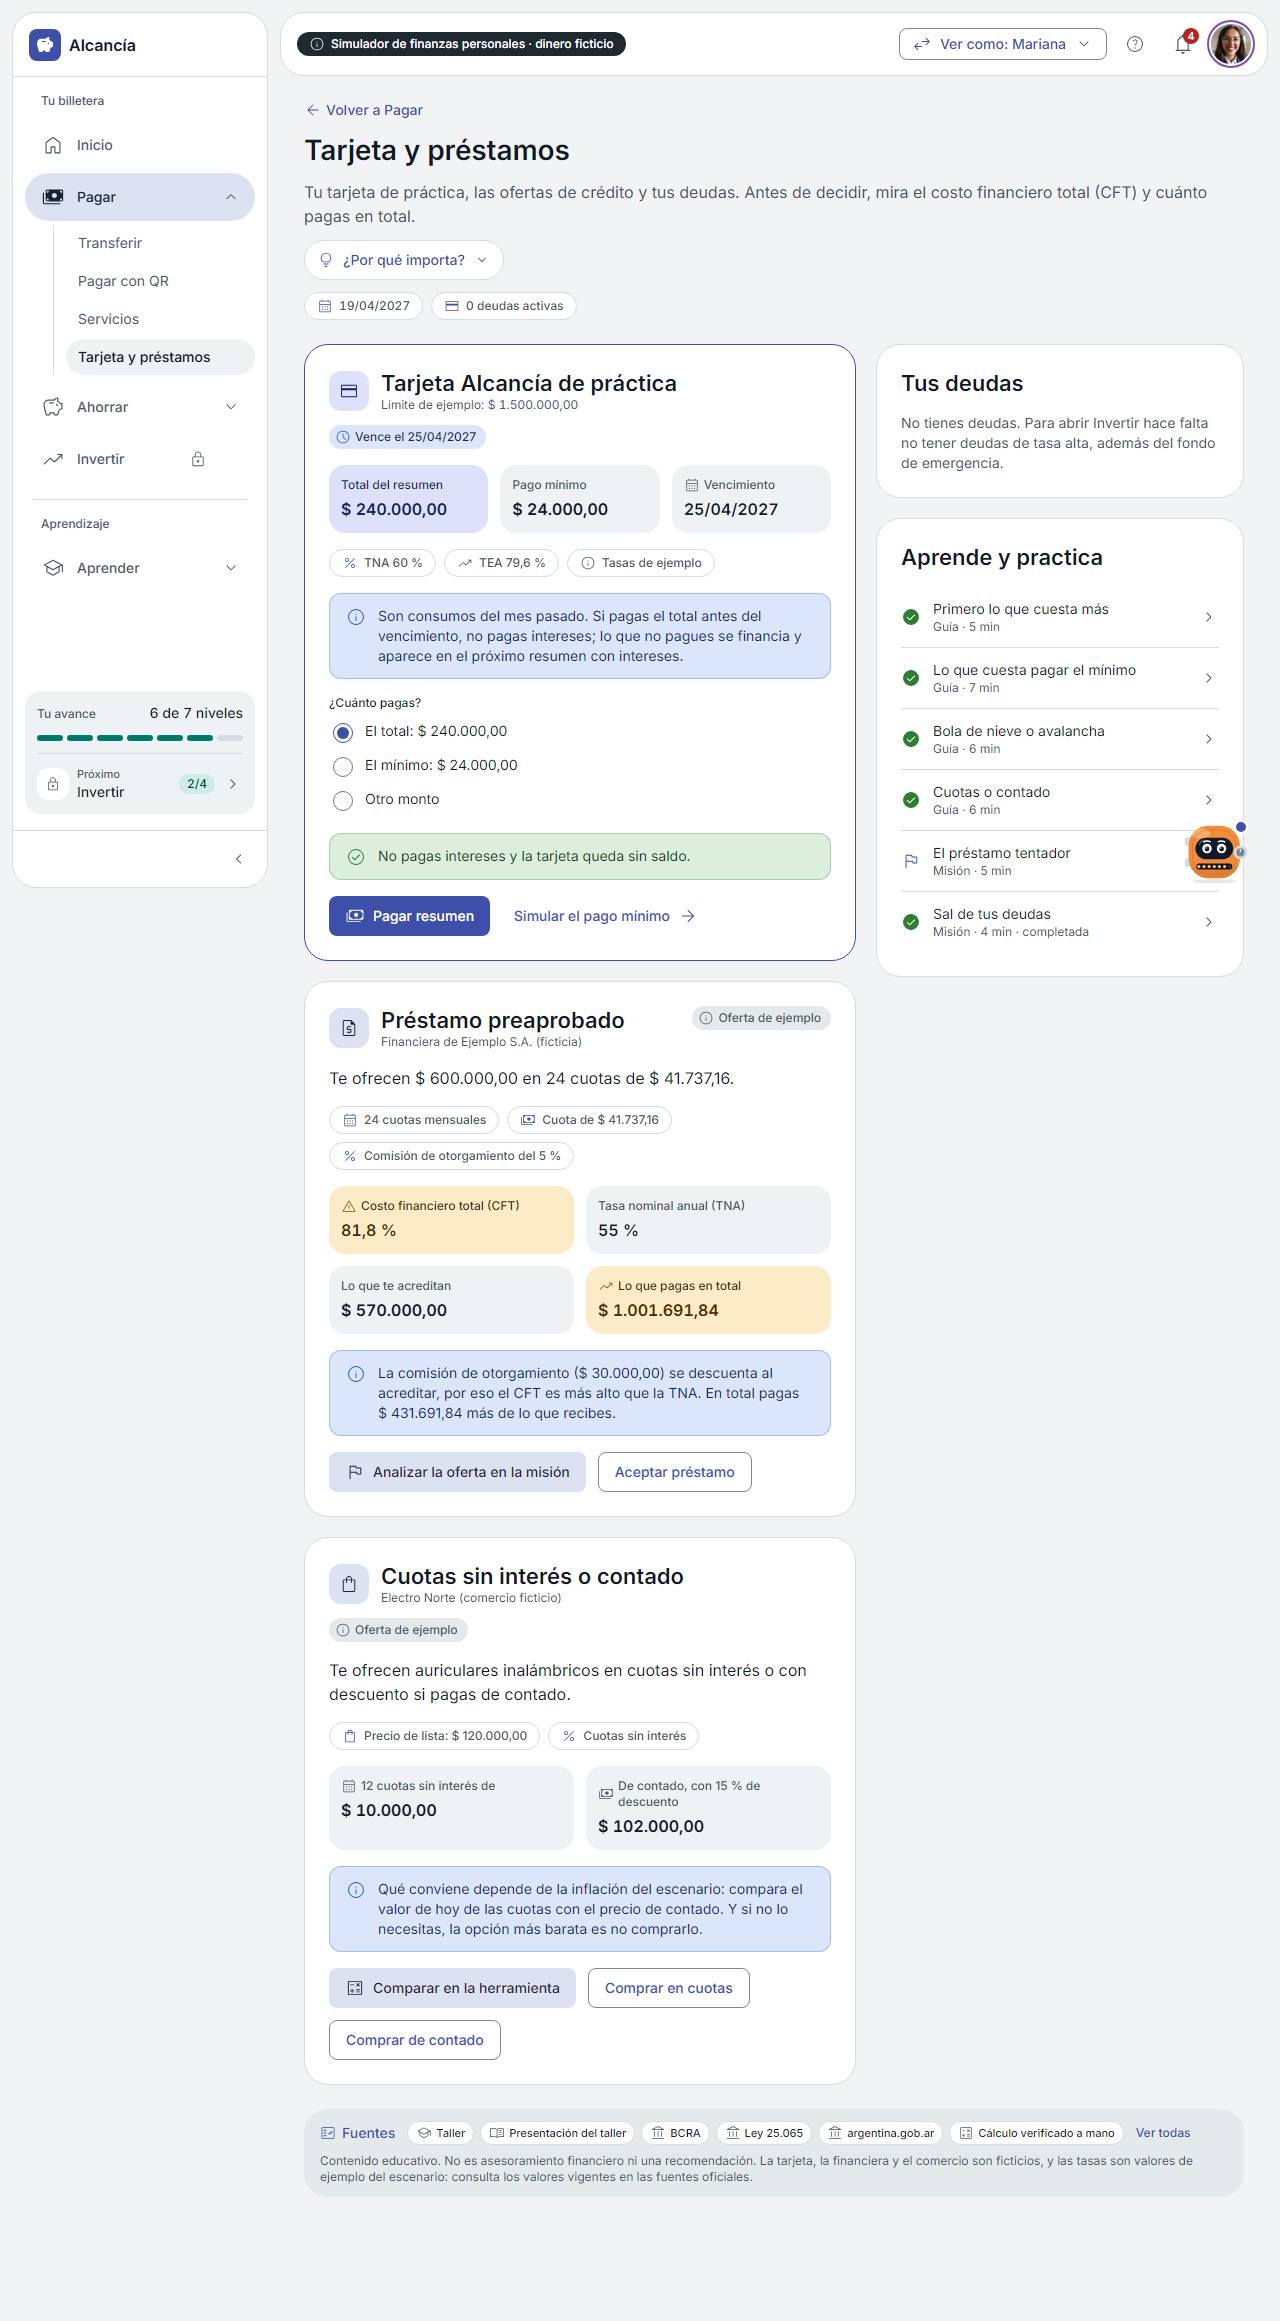 Alcancía
Simulador de finanzas personales · dinero ficticio
Ver como: Mariana
4
Tu billetera
Inicio
Pagar
Transferir
Pagar con QR
Servicios
Tarjeta y préstamos
Ahorrar
Invertir
Aprendizaje
Aprender
Tu avance
6 de 7 niveles
Próximo
Invertir
2/4
Volver a Pagar
Tarjeta y préstamos
Tu tarjeta de práctica, las ofertas de crédito y tus deudas. Antes de decidir, mira el costo financiero total (CFT) y cuánto
pagas en total.
¿Por qué importa?
19/04/2027
0 deudas activas
Tarjeta Alcancía de práctica
Límite de ejemplo: $ 1.500.000,00
Vence el 25/04/2027
Total del resumen
$ 240.000,00
Pago mínimo
$ 24.000,00
Vencimiento
25/04/2027
TNA 60 %
TEA 79,6 %
Tasas de ejemplo
Son consumos del mes pasado. Si pagas el total antes del
vencimiento, no pagas intereses; lo que no pagues se financia y
aparece en el próximo resumen con intereses.
¿Cuánto pagas?
El total: $ 240.000,00
El mínimo: $ 24.000,00
Otro monto
No pagas intereses y la tarjeta queda sin saldo.
Pagar resumen
Simular el pago mínimo
Préstamo preaprobado
Financiera de Ejemplo S.A. (ficticia)
Oferta de ejemplo
Te ofrecen $ 600.000,00 en 24 cuotas de $ 41.737,16.
24 cuotas mensuales
Cuota de $ 41.737,16
Comisión de otorgamiento del 5 %
Costo financiero total (CFT)
81,8 %
Tasa nominal anual (TNA)
55 %
Lo que te acreditan
$ 570.000,00
Lo que pagas en total
$ 1.001.691,84
La comisión de otorgamiento ($ 30.000,00) se descuenta al
acreditar, por eso el CFT es más alto que la TNA. En total pagas
$ 431.691,84 más de lo que recibes.
Analizar la oferta en la misión
Aceptar préstamo
Cuotas sin interés o contado
Electro Norte (comercio ficticio)
Oferta de ejemplo
Te ofrecen auriculares inalámbricos en cuotas sin interés o con
descuento si pagas de contado.
Precio de lista: $ 120.000,00
Cuotas sin interés
12 cuotas sin interés de
$ 10.000,00
De contado, con 15 % de
descuento
$ 102.000,00
Qué conviene depende de la inflación del escenario: compara el
valor de hoy de las cuotas con el precio de contado. Y si no lo
necesitas, la opción más barata es no comprarlo.
Comparar en la herramienta
Comprar en cuotas
Comprar de contado
Tus deudas
No tienes deudas. Para abrir Invertir hace falta
no tener deudas de tasa alta, además del fondo
de emergencia.
Aprende y practica
Primero lo que cuesta más
Guía · 5 min
Lo que cuesta pagar el mínimo
Guía · 7 min
Bola de nieve o avalancha
Guía · 6 min
Cuotas o contado
Guía · 6 min
El préstamo tentador
Misión · 5 min
Sal de tus deudas
Misión · 4 min · completada
Fuentes
Taller
Presentación del taller
BCRA
Ley 25.065
argentina.gob.ar
Cálculo verificado a mano
Ver todas
Contenido educativo. No es asesoramiento financiero ni una recomendación. La tarjeta, la financiera y el comercio son ficticios, y las tasas son valores de
ejemplo del escenario: consulta los valores vigentes en las fuentes oficiales.